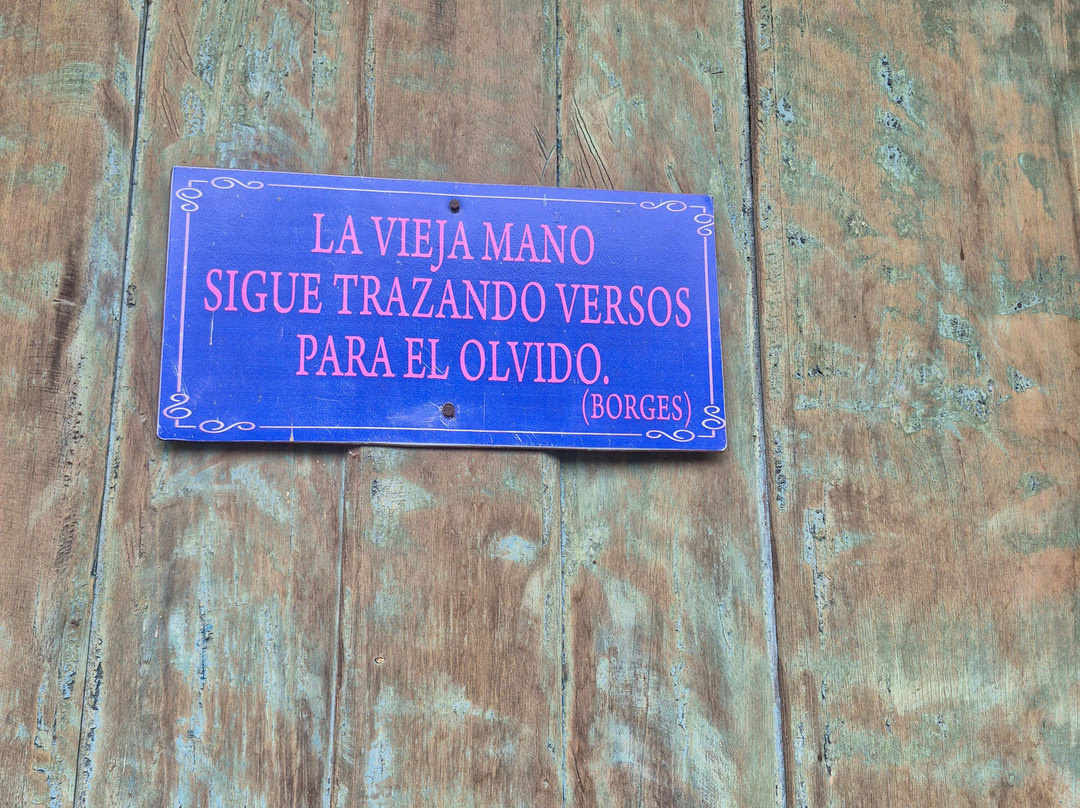 LA VIEJA MANO
SIGUE TRAZANDO VERSOS
PARA EL OLVIDO.
(BORGES)